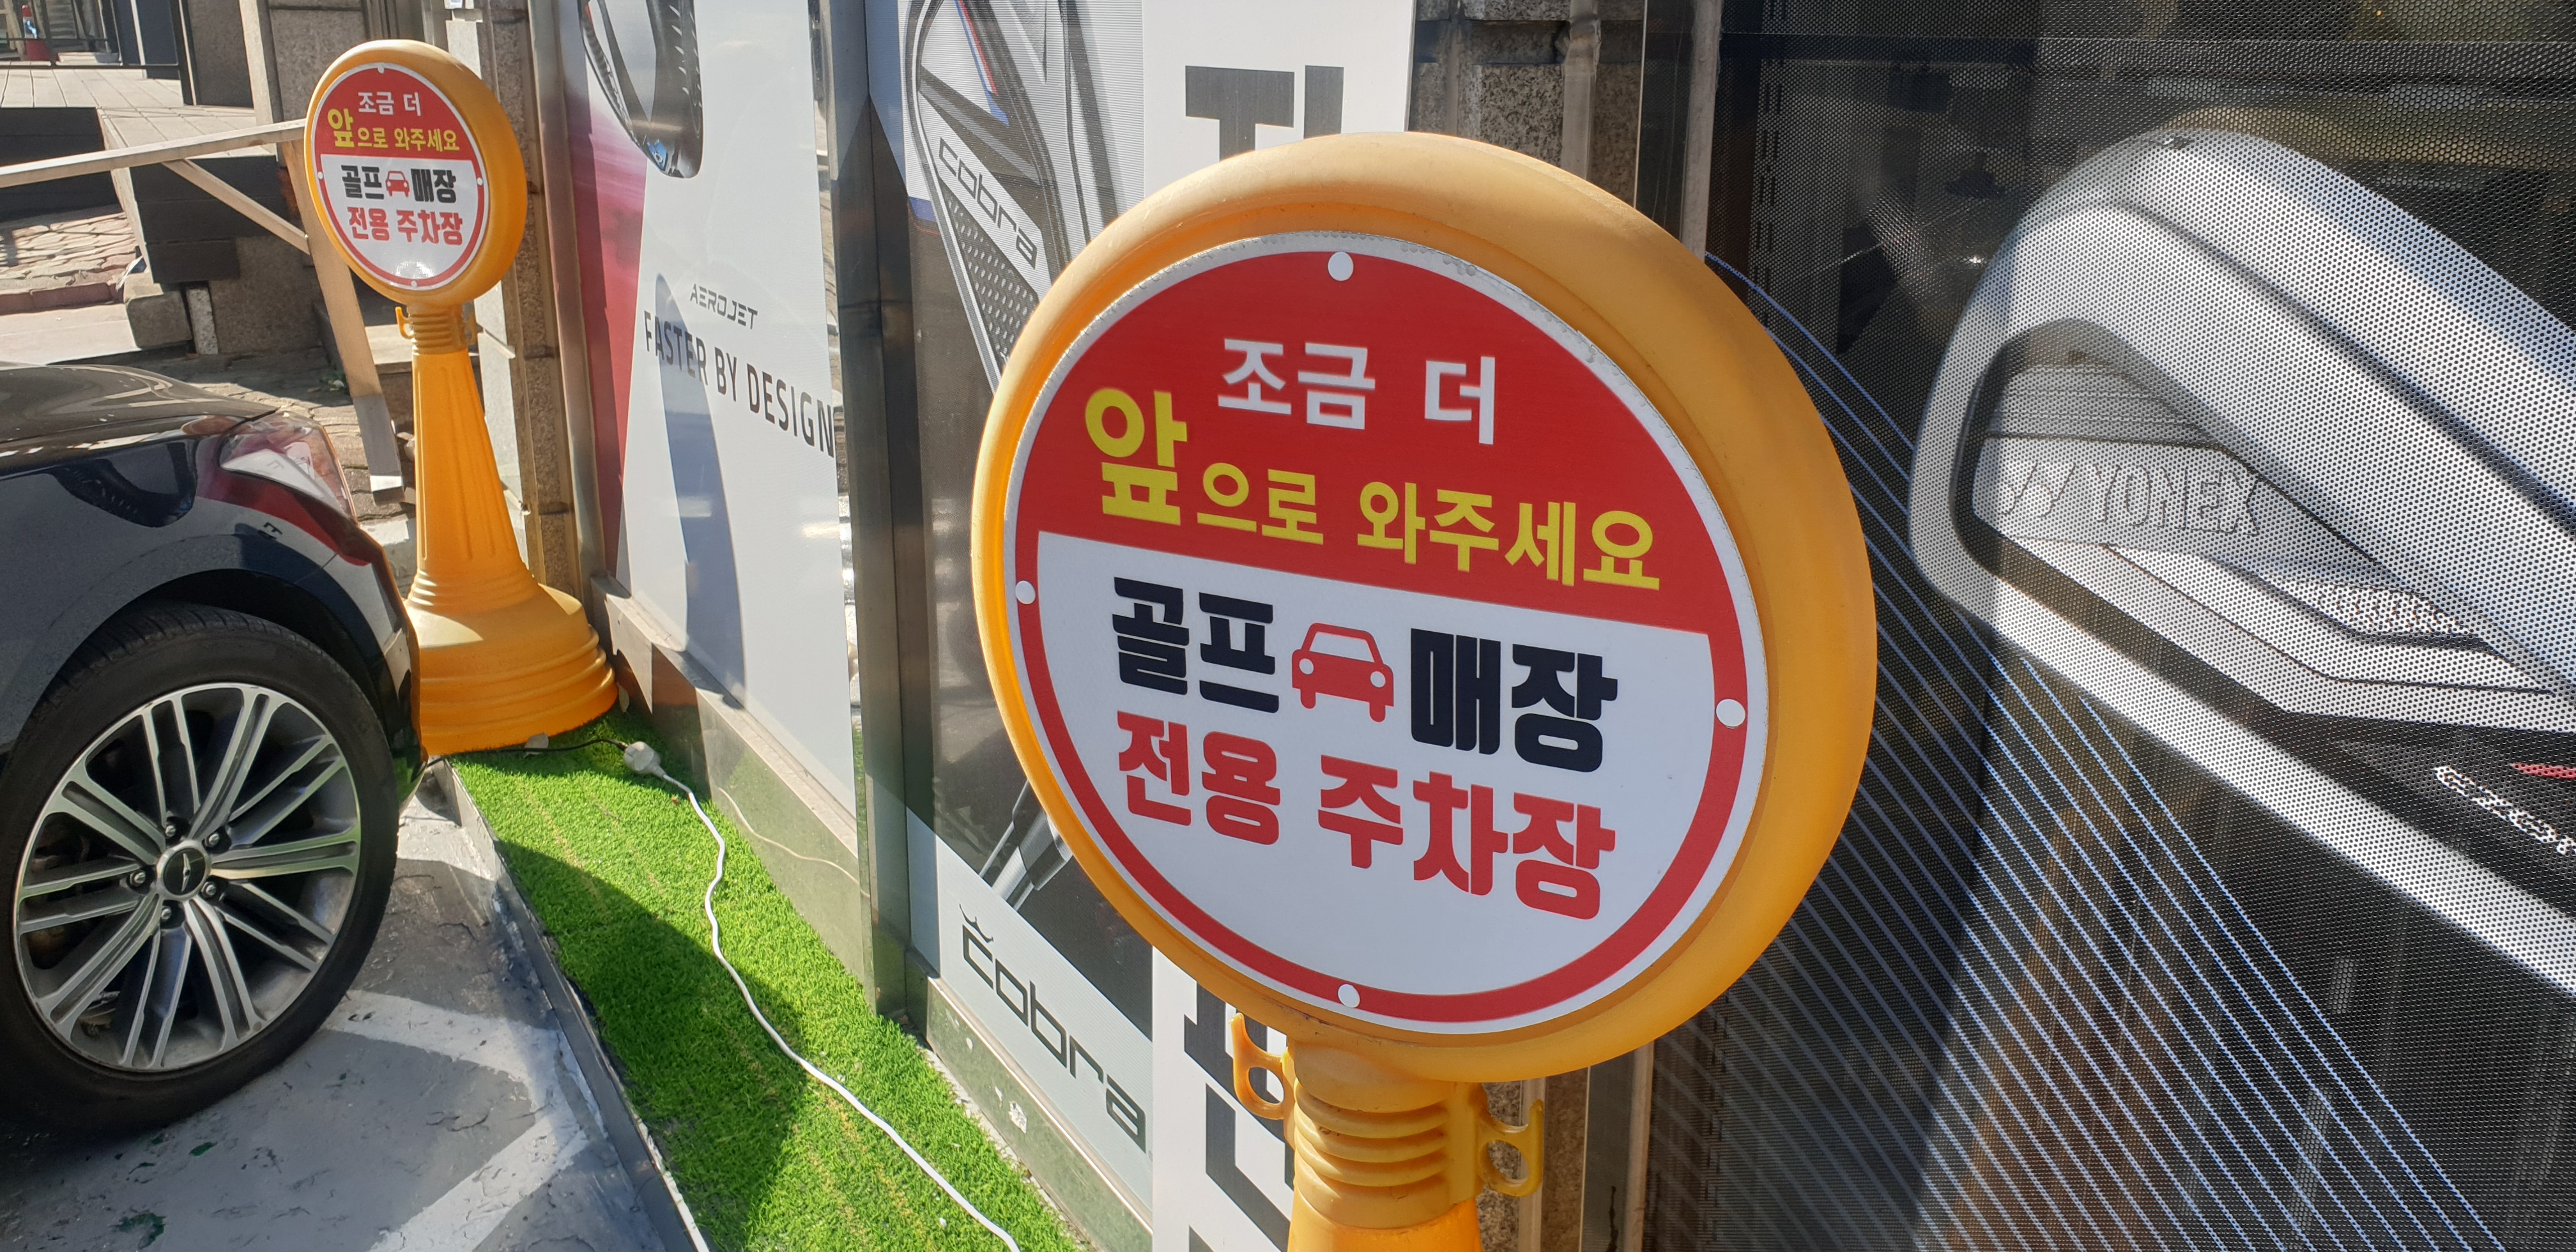 조금 더
앞으로 와주세요
골프 매장
전용 주차장
AEROJET
FASTER BY DESIGN
cobra
cobra
조금 더
앞으로 와주세요
골프 매장
전용 주차장
YONEX